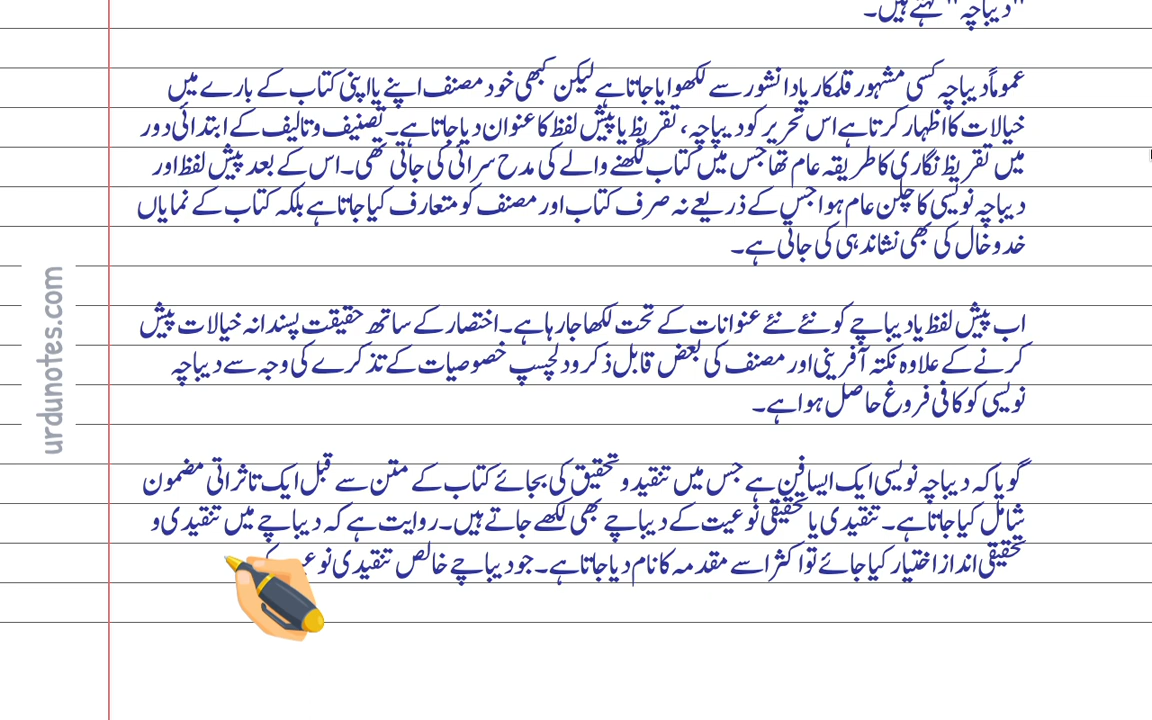 "دیباچہ" کہتے ہیں۔
عموماً دیباچہ کسی مشہور قلمکار یا دانشور سے لکھوایا جاتا ہے لیکن کبھی خود مصنف اپنے یا اپنی کتاب کے بارے میں
خیالات کا اظہار کرتا ہے اس تحریر کو دیباچہ، تقریظ یا پیش لفظ کا عنوان دیا جاتا ہے۔ تصنیف و تالیف کے ابتدائی دور
میں تقریظ نگاری کا طریقہ عام تھا جس میں کتاب لکھنے والے کی مدح سرائی کی جاتی تھی۔ اس کے بعد پیش لفظ اور
دیباچہ نویسی کا چلن عام ہوا جس کے ذریعے نہ صرف کتاب اور مصنف کو متعارف کیا جاتا ہے بلکہ کتاب کے نمایاں
خدوخال کی بھی نشاندہی کی جاتی ہے۔
اب پیش لفظ یا دیباچے کو نئے نئے عنوانات کے تحت لکھا جا رہا ہے۔ اختصار کے ساتھ حقیقت پسندانہ خیالات پیش
کرنے کے علاوہ نکتہ آفرینی اور مصنف کی بعض قابل ذکر و دلچسپ خصوصیات کے تذکرے کی وجہ سے دیباچہ
نویسی کو کافی فروغ حاصل ہوا ہے۔
گویا کہ دیباچہ نویسی ایک ایسا فن ہے جس میں تنقید و تحقیق کی بجائے کتاب کے متن سے قبل ایک تاثراتی مضمون
شامل کیا جاتا ہے۔ تنقیدی یا تحقیقی نوعیت کے دیباچے بھی لکھے جاتے ہیں۔ روایت ہے کہ دیباچے میں تنقیدی و
تحقیقی انداز اختیار کیا جائے تو اکثر اسے مقدمہ کا نام دیا جاتا ہے۔ جو دیباچے خالص تنقیدی
urdunotes.com